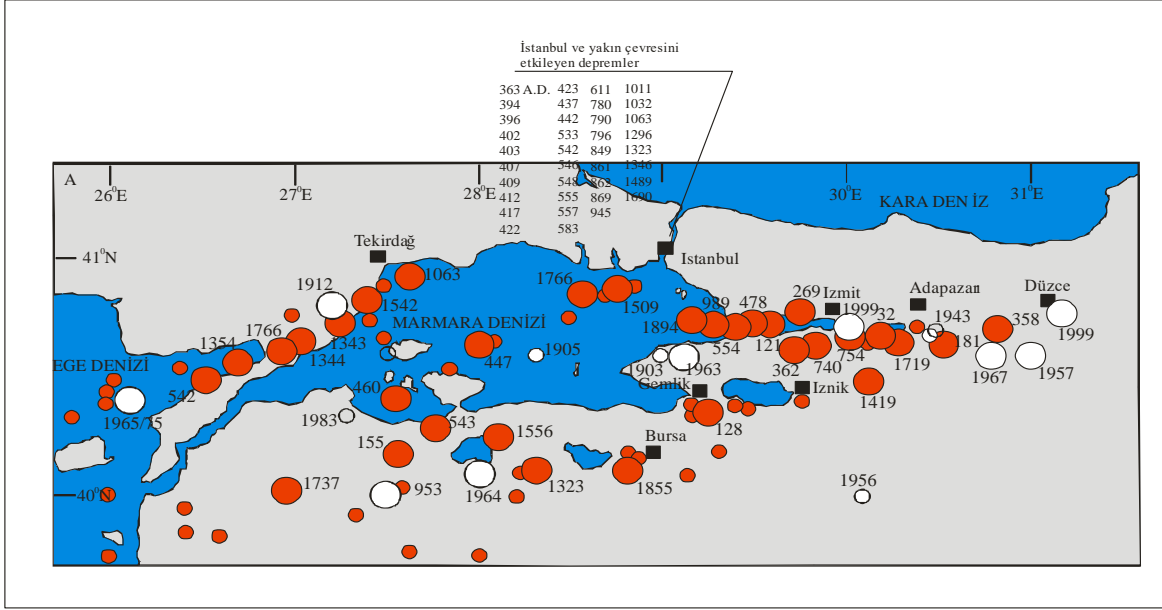 İstanbul ve yakın çevresini
etkileyen depremler
363 A.D. 423 611 1011
394 437 780 1032
396 442 790 1063
402 533 796 1296
403 542 849 1323
407 546 861 1346
409 548 862 1489
412 555 869 1690
417 557 945
422 583
A
26°E 27°E 28°E 30°E 31°E
KARA DENİZ
41°N
Tekirdağ
Istanbul
1063
1766
1509
1912
1542
989
478
269
Izmit
Adapazarı
Düzce
1999
32
1943
358
1999
1894
554
121
754
1719
181
1766
1354
1344
1343
MARMARA DENİZİ
447
1905
1903
1963
362
740
1967
1957
EGE DENİZİ
542
460
Gemlik
Iznik
1419
1965/75
1983
543
128
155
1556
Bursa
1737
953
1964
1323
1855
1956
40°N